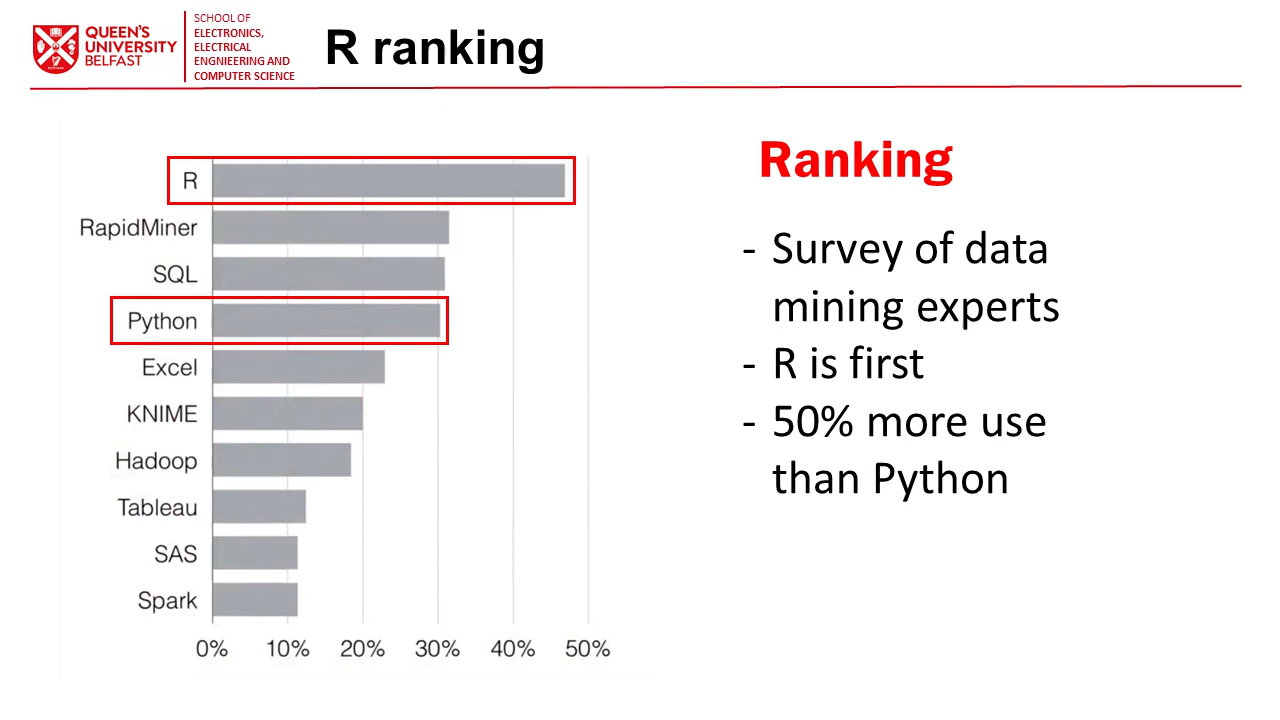 QUEEN'S
UNIVERSITY
BELFAST
SCHOOL OF
ELECTRONICS,
ELECTRICAL
ENGNIEERING AND
COMPUTER SCIENCE
R ranking
R
RapidMiner
SQL
Python
Excel
KNIME
Hadoop
Tableau
SAS
Spark
0% 10% 20% 30% 40% 50%
Ranking
- Survey of data
mining experts
- R is first
- 50% more use
than Python